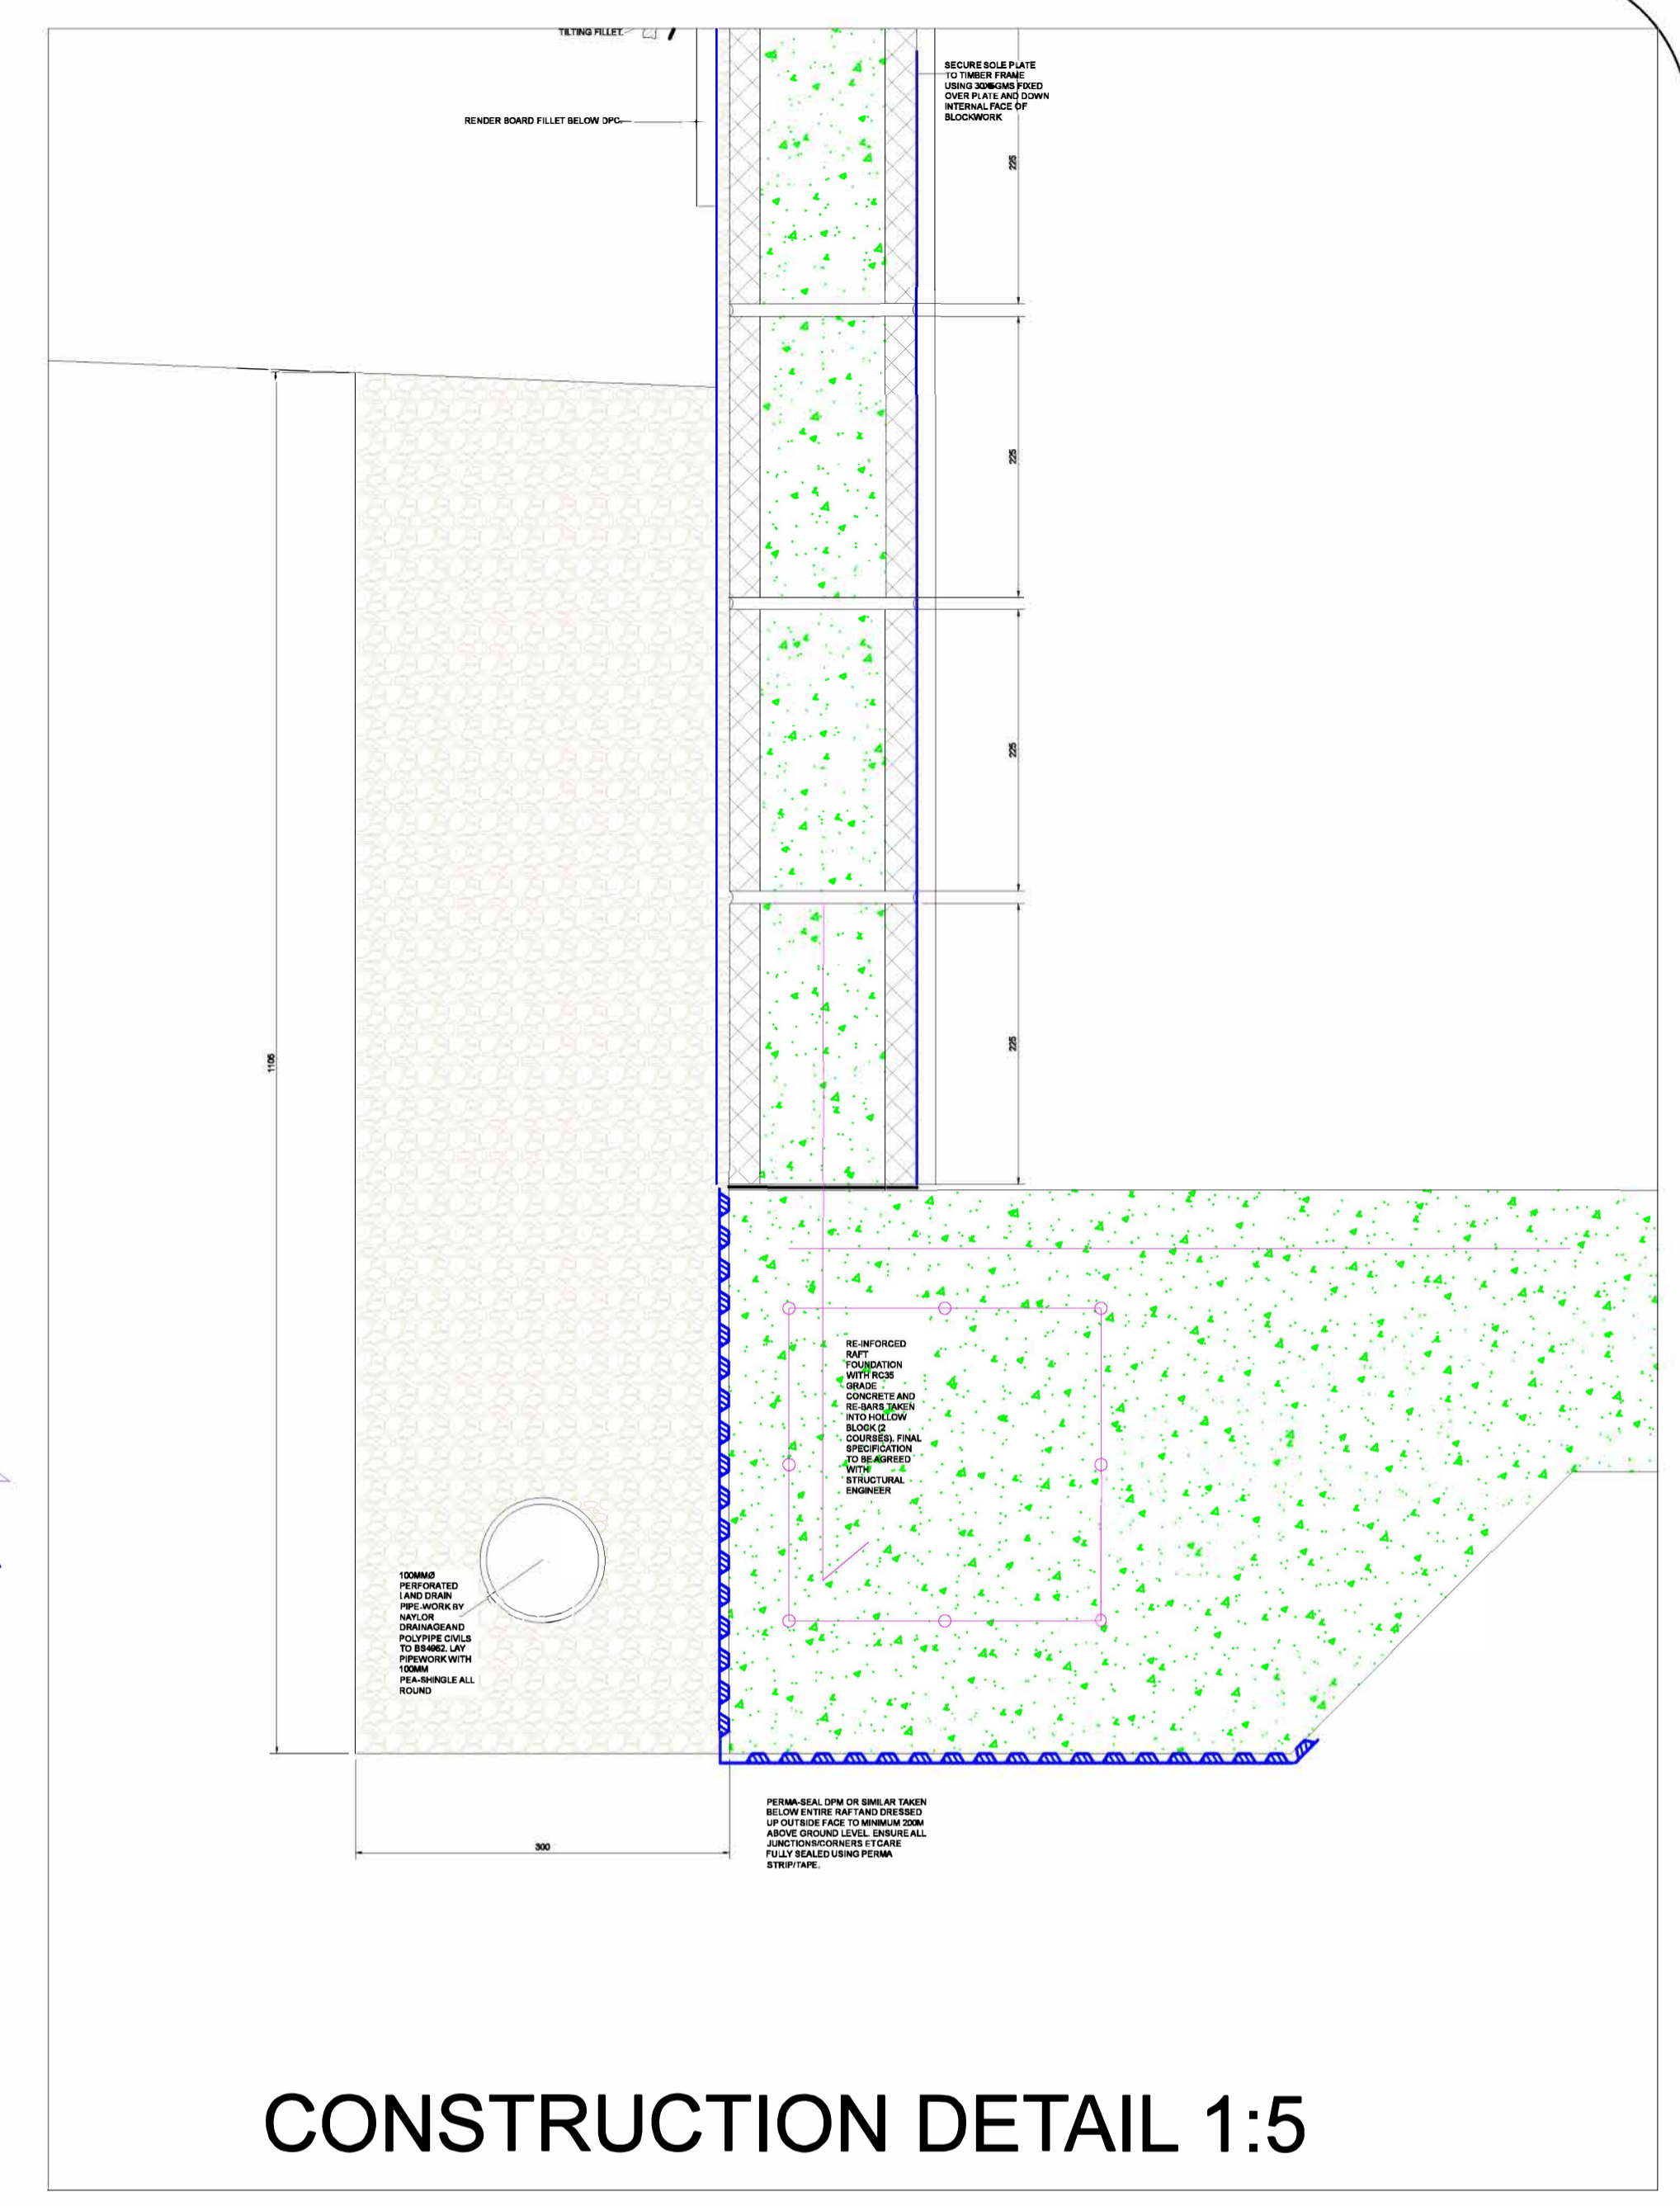 TILTING FILLET.
SECURE SOLE PLATE
TO TIMBER FRAME
USING FIXED
OVER PLATE AND DOWN
INTERNAL FACE OF
BLOCKWORK
RENDER BOARD FILLET BELOW DPC.
225
225
225
225
1105
RE-INFORCED
RAFT
FOUNDATION
WITH RC35
GRADE
CONCRETE AND
RE-BARS TAKEN
INTO HOLLOW
BLOCK (2
COURSES). FINAL
SPECIFICATION
TO BE AGREED
WITH
STRUCTURAL
ENGINEER
100MMØ
PERFORATED
LAND DRAIN
PIPE-WORK BY
NAYLOR
DRAINAGEAND
POLYPIPE CIVILS
TO BS4962. LAY
PIPEWORK WITH
100MM
PEA-SHINGLE ALL
ROUND
PERMA-SEAL DPM OR SIMILAR TAKEN
BELOW ENTIRE RAFTAND DRESSED
UP OUTSIDE FACE TO MINIMUM 200M
ABOVE GROUND LEVEL. ENSURE ALL
JUNCTIONS/CORNERS ETCARE
FULLY SEALED USING PERMA
STRIP/TAPE.
300
CONSTRUCTION DETAIL 1:5